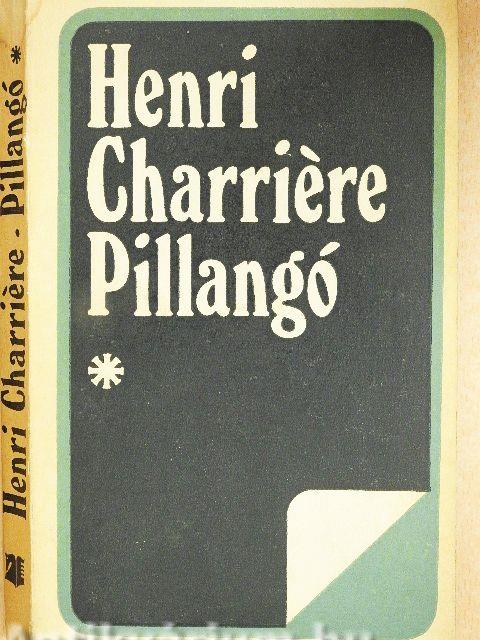 Henri
Charrière
Pillangó
*
Henri Charrière - Pillangó *